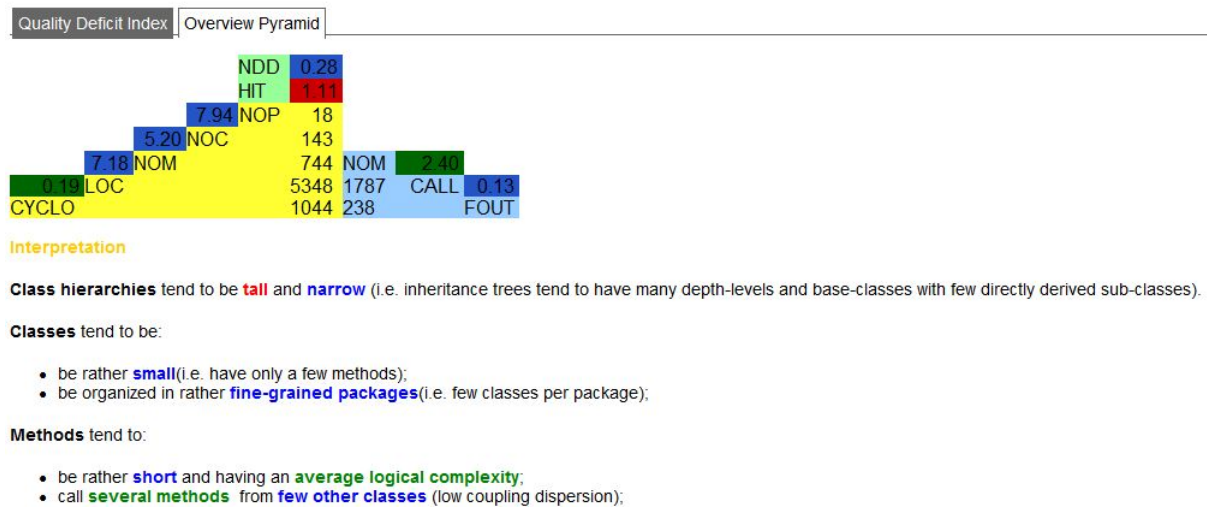 Quality Deficit Index Overview Pyramid
NDD 0.28
HIT 1.11
7.94 NOP 18
5.20 NOC 143
7.18 NOM 744 NOM 2.40
0.19 LOC 5348 1787 CALL 0.13
CYCLO 1044 238 FOUT
Interpretation
Class hierarchies tend to be tall and narrow (i.e. inheritance trees tend to have many depth-levels and base-classes with few directly derived sub-classes).
Classes tend to be:
• be rather small(i.e. have only a few methods);
• be organized in rather fine-grained packages(i.e. few classes per package);
Methods tend to:
• be rather short and having an average logical complexity;
• call several methods from few other classes (low coupling dispersion);